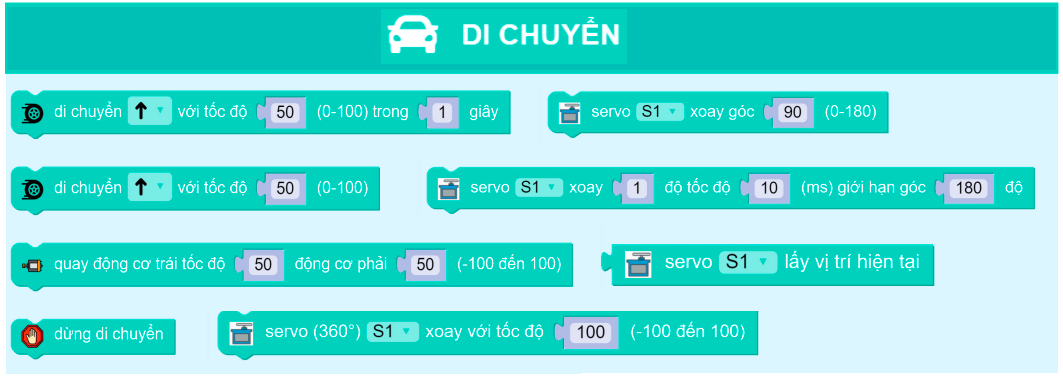 DI CHUYỂN
di chuyển với tốc độ 50 (0-100) trong 1 giây
servo S1 xoay góc 90 (0-180)
di chuyển với tốc độ 50 (0-100)
servo S1 xoay 1 độ tốc độ 10 (ms) giới hạn góc 180 độ
quay động cơ trái tốc độ 50 động cơ phải 50 (-100 đến 100)
servo S1 lấy vị trí hiện tại
dừng di chuyển
servo (360°) S1 xoay với tốc độ 100 (-100 đến 100)